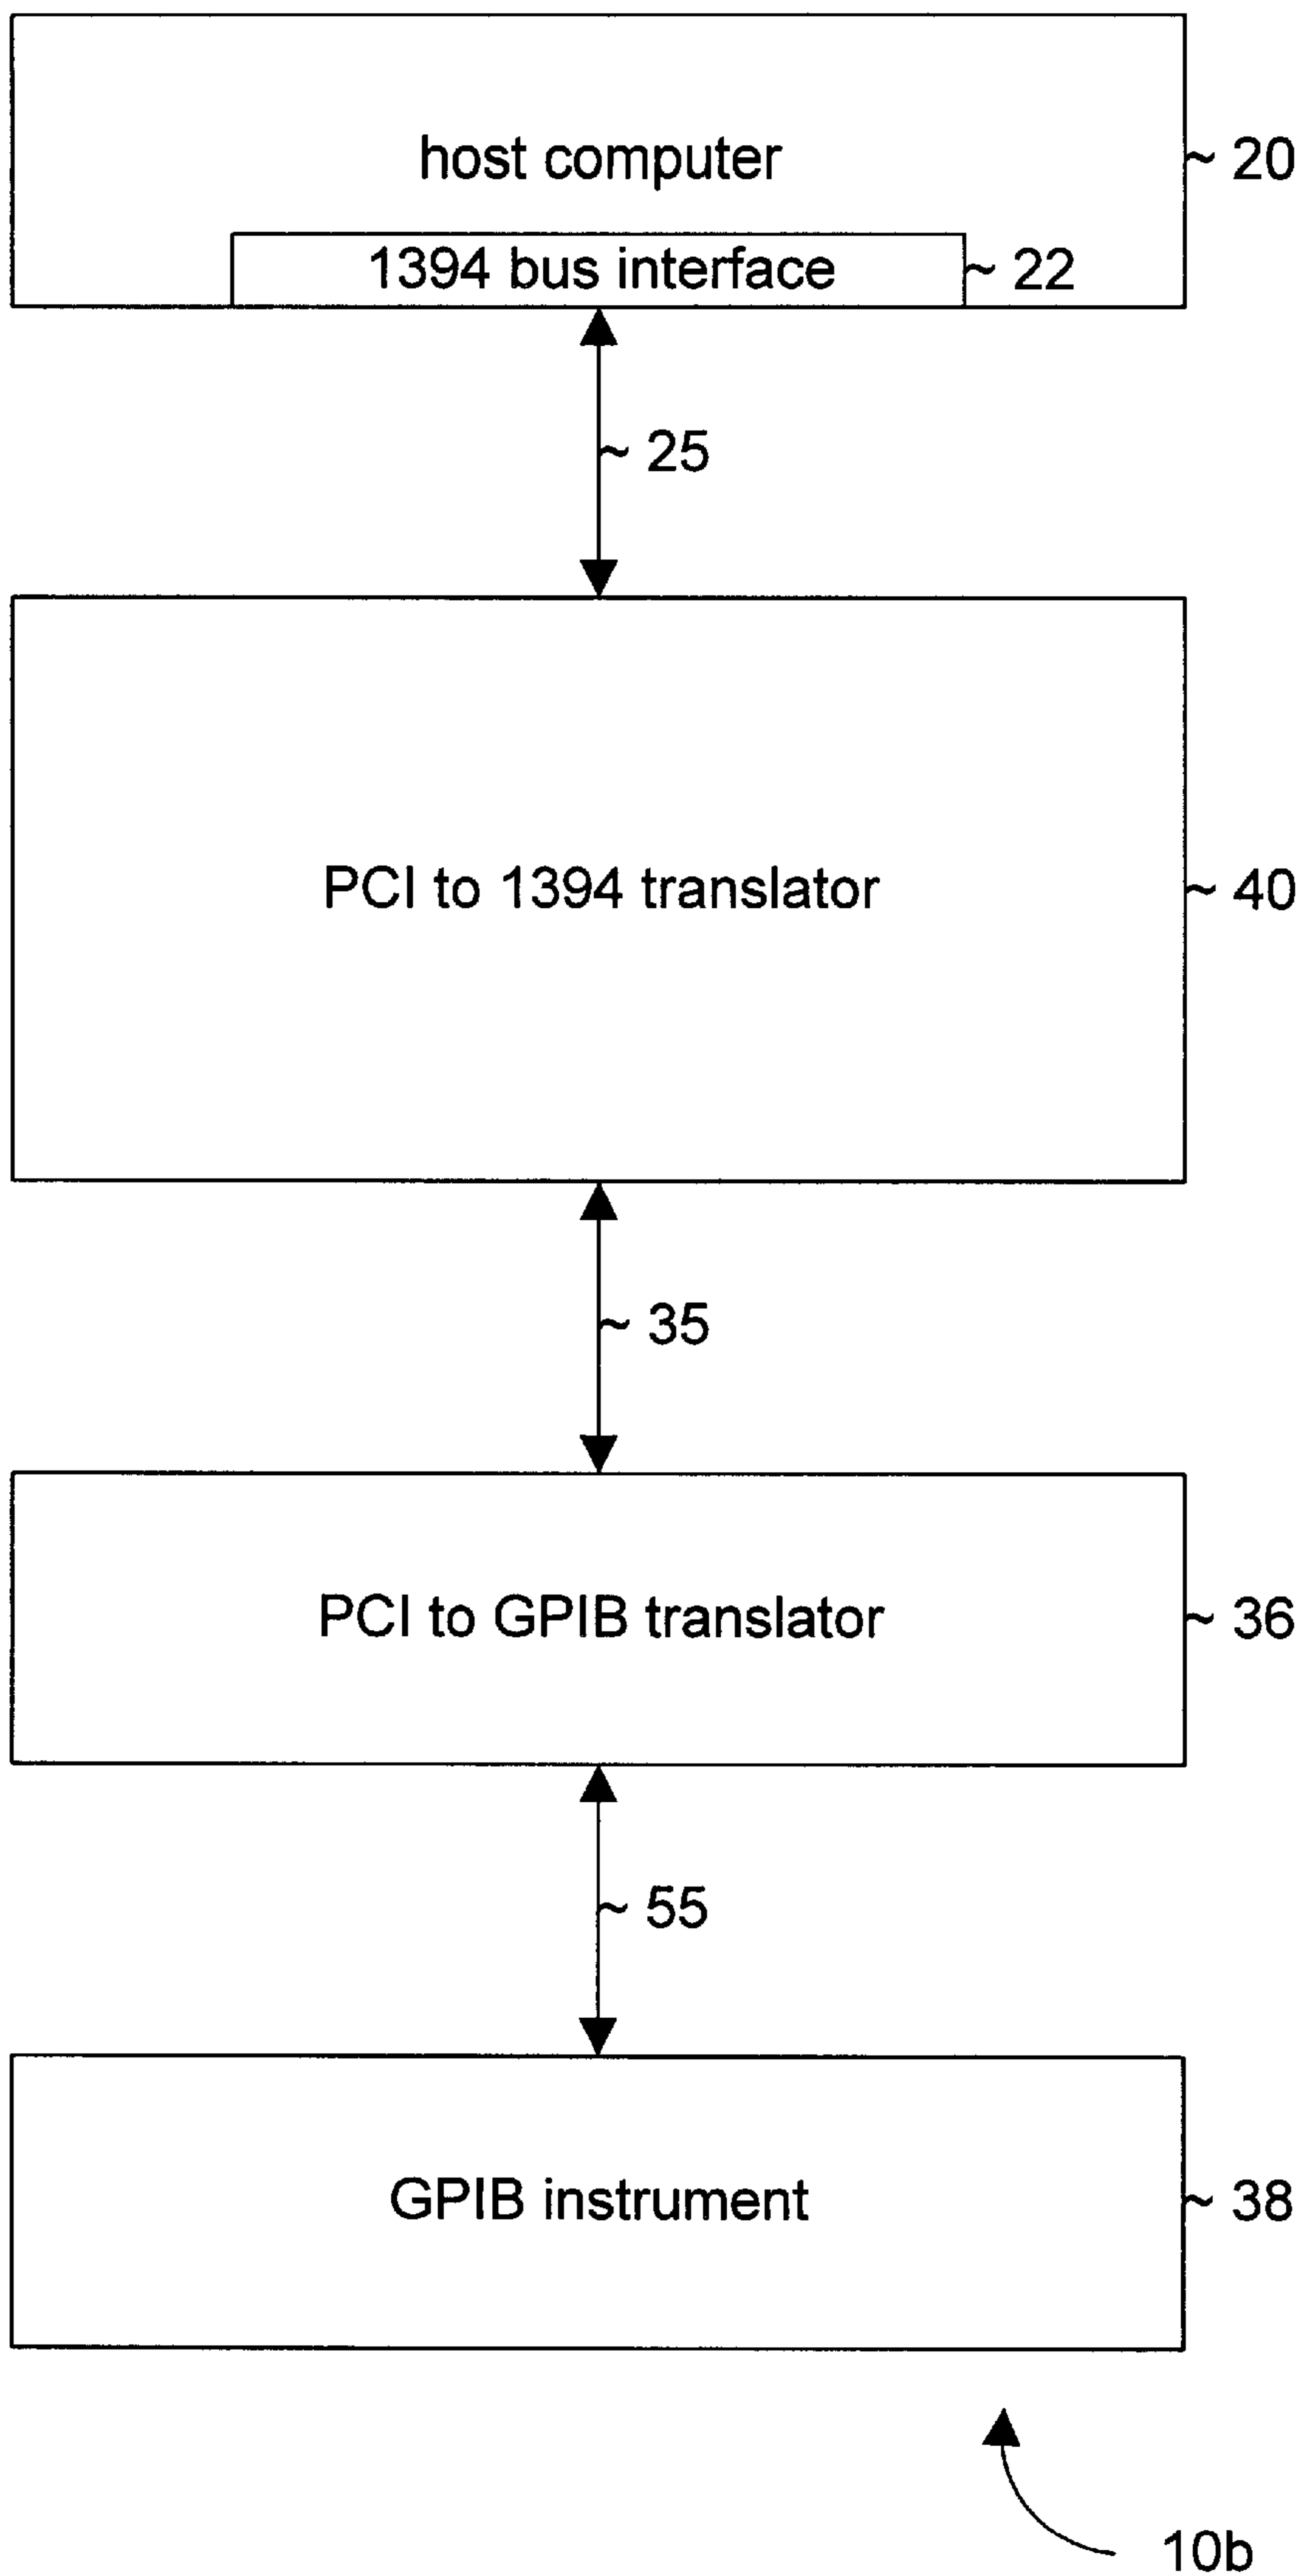 host computer
~ 20
1394 bus interface
~ 22
~ 25
PCI to 1394 translator
~ 40
~ 35
PCI to GPIB translator
~ 36
~ 55
GPIB instrument
~ 38
10b